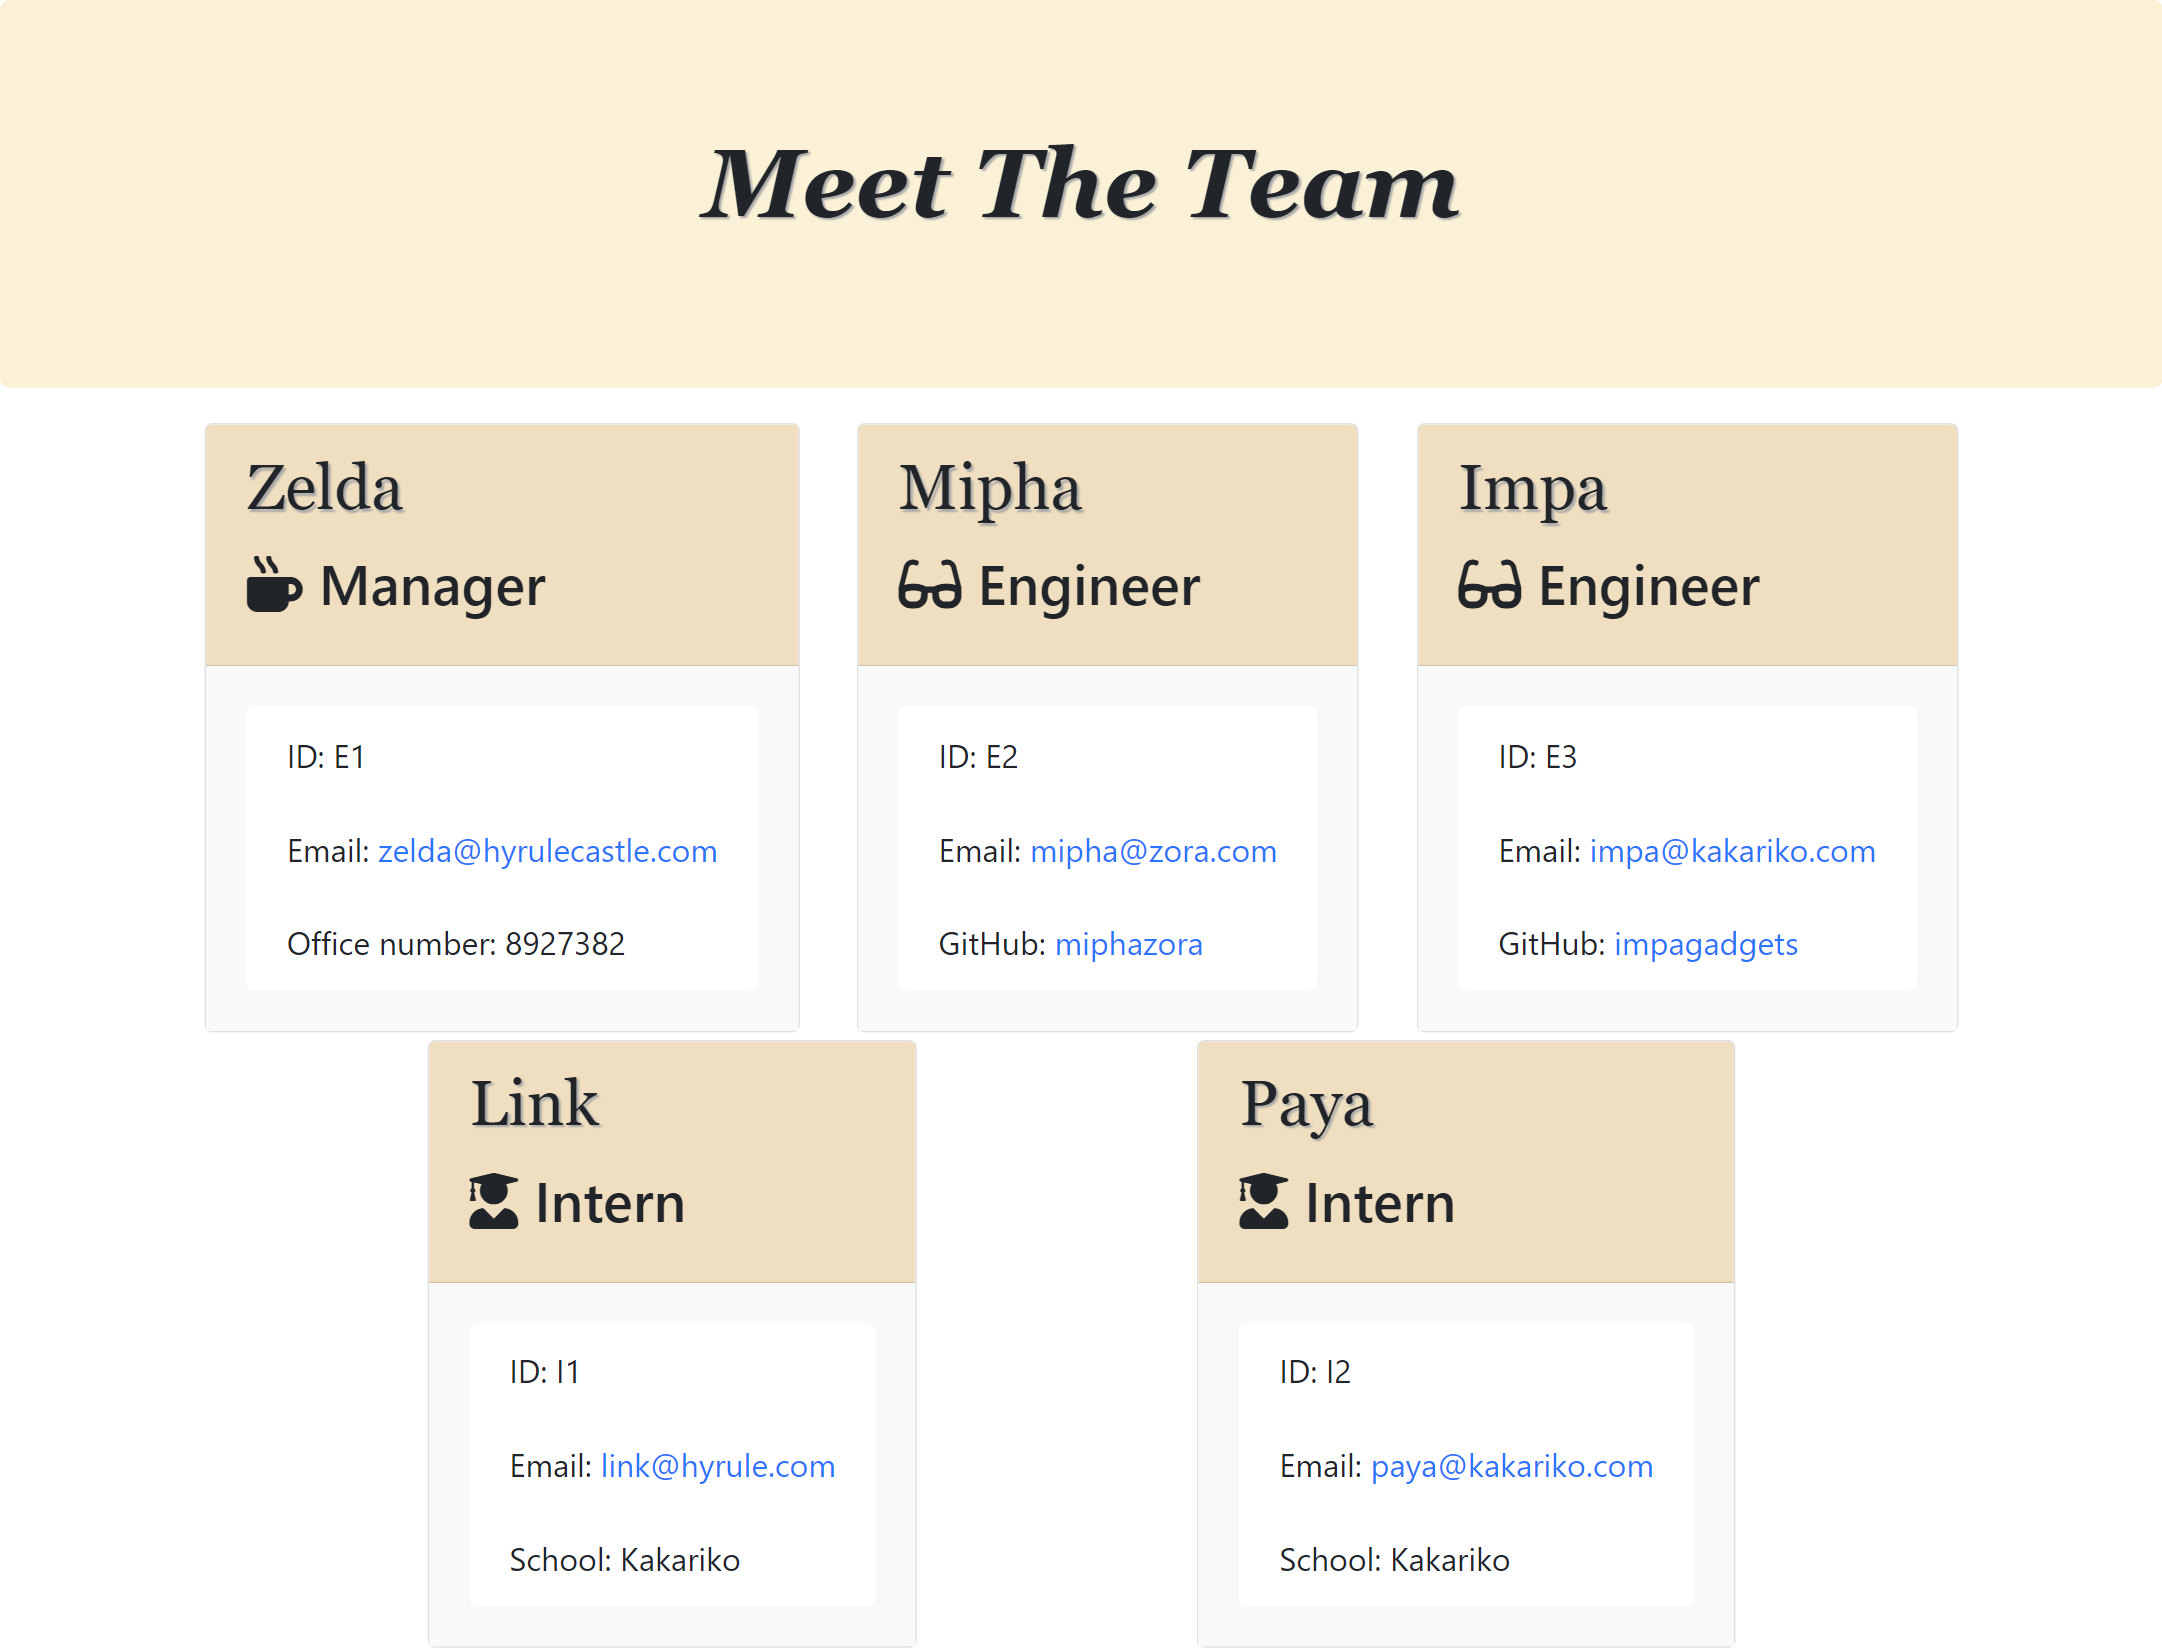 Meet The Team
Zelda
Manager
ID: E1
Email: zelda@hyrulecastle.com
Office number: 8927382
Mipha
Engineer
ID: E2
Email: mipha@zora.com
GitHub: miphazora
Impa
Engineer
ID: E3
Email: impa@kakariko.com
GitHub: impagadgets
Link
Intern
ID: I1
Email: link@hyrule.com
School: Kakariko
Paya
Intern
ID: I2
Email: paya@kakariko.com
School: Kakariko